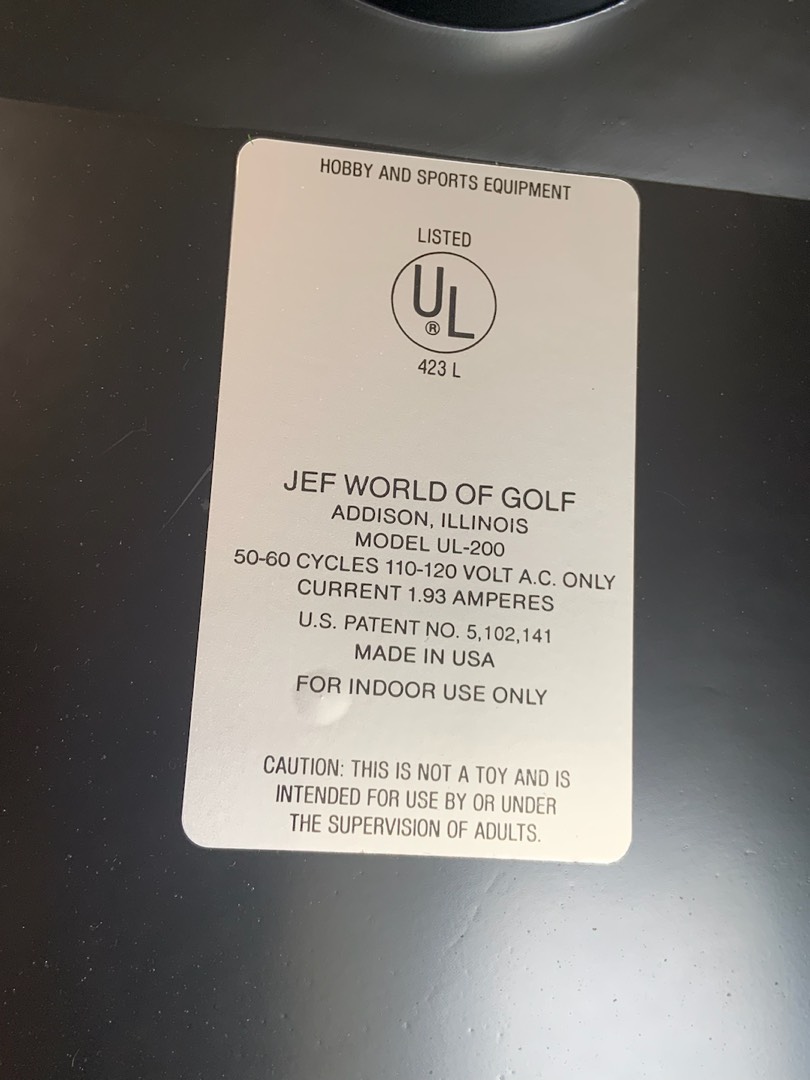 HOBBY AND SPORTS EQUIPMENT
LISTED
UL
®
423 L
JEF WORLD OF GOLF
ADDISON, ILLINOIS
MODEL UL-200
50-60 CYCLES 110-120 VOLT A.C. ONLY
CURRENT 1.93 AMPERES
U.S. PATENT NO. 5,102,141
MADE IN USA
FOR INDOOR USE ONLY
CAUTION: THIS IS NOT A TOY AND IS
INTENDED FOR USE BY OR UNDER
THE SUPERVISION OF ADULTS.